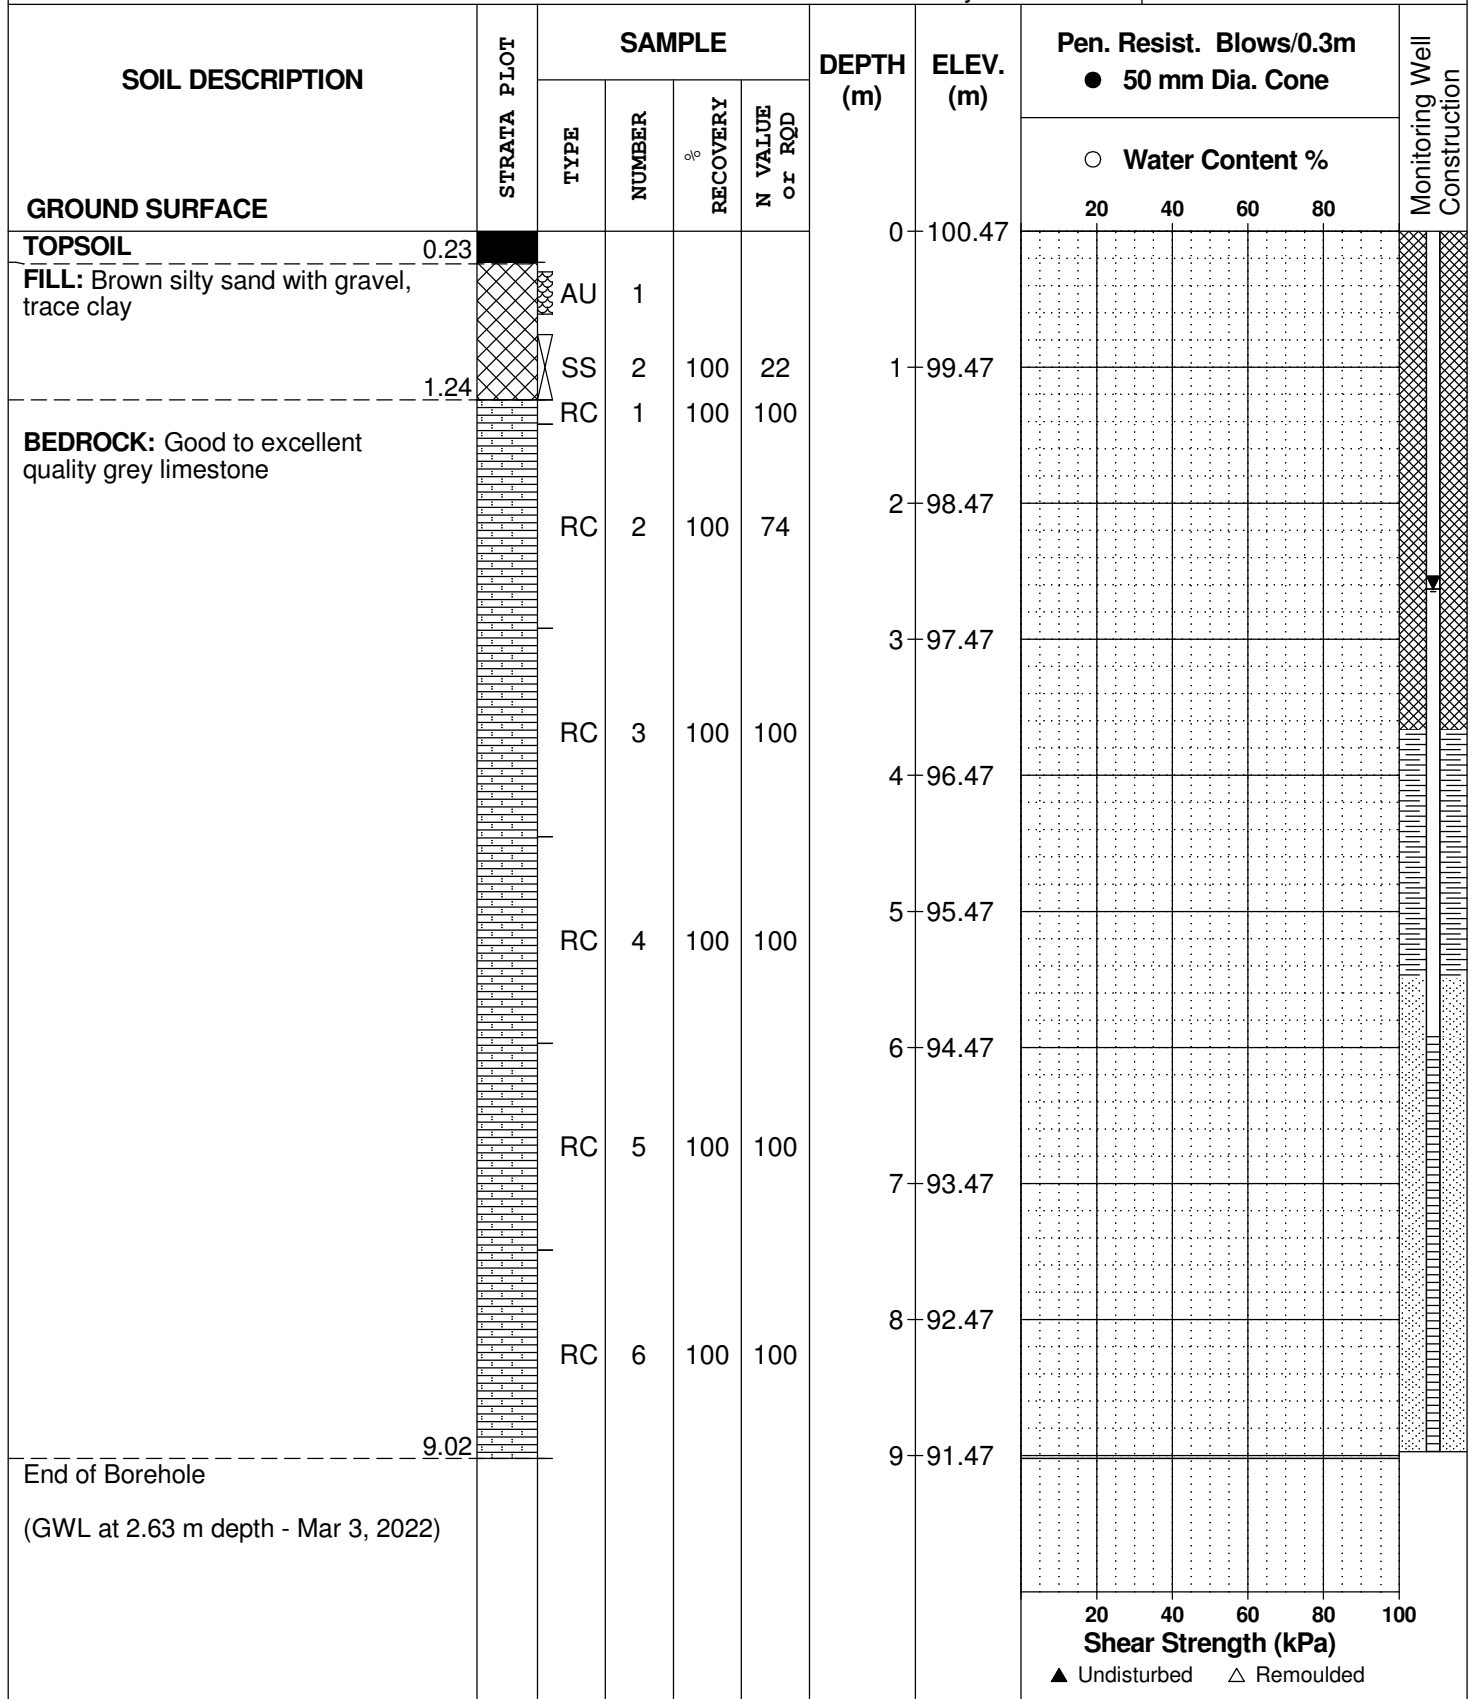 SOIL DESCRIPTION
GROUND SURFACE
STRATA PLOT
SAMPLE
TYPE
NUMBER
%
RECOVERY
N VALUE
or RQD
DEPTH
(m)
ELEV.
(m)
Pen. Resist. Blows/0.3m
● 50 mm Dia. Cone
○ Water Content %
20 40 60 80
Monitoring Well
Construction
0 100.47
TOPSOIL 0.23
FILL: Brown silty sand with gravel,
trace clay
AU 1
SS 2 100 22
1 99.47
1.24
RC 1 100 100
BEDROCK: Good to excellent
quality grey limestone
2 98.47
RC 2 100 74
3 97.47
RC 3 100 100
4 96.47
5 95.47
RC 4 100 100
6 94.47
RC 5 100 100
7 93.47
8 92.47
RC 6 100 100
9.02
9 91.47
End of Borehole
(GWL at 2.63 m depth - Mar 3, 2022)
20 40 60 80 100
Shear Strength (kPa)
▲ Undisturbed △ Remoulded